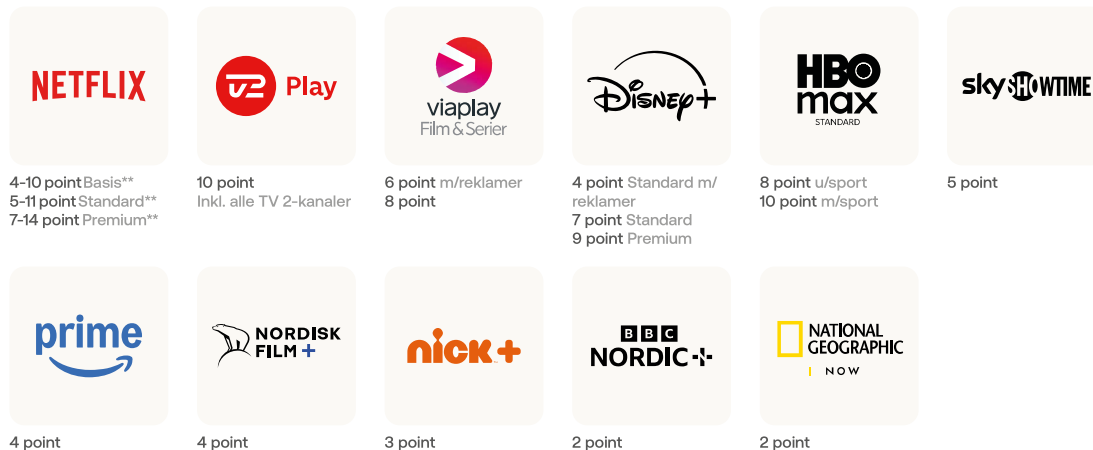 NETFLIX
TV2 Play
viaplay
Film & Serier
Disney+
HBO
max
STANDARD
sky SHOWTIME
4-10 point Basis**
5-11 point Standard**
7-14 point Premium**
10 point
Inkl. alle TV 2-kanaler
6 point m/reklamer
8 point
4 point Standard m/
reklamer
7 point Standard
9 point Premium
8 point u/sport
10 point m/sport
5 point
prime
NORDISK
FILM +
nick+
BBC
NORDIC+
NATIONAL
GEOGRAPHIC
NOW
4 point
4 point
3 point
2 point
2 point